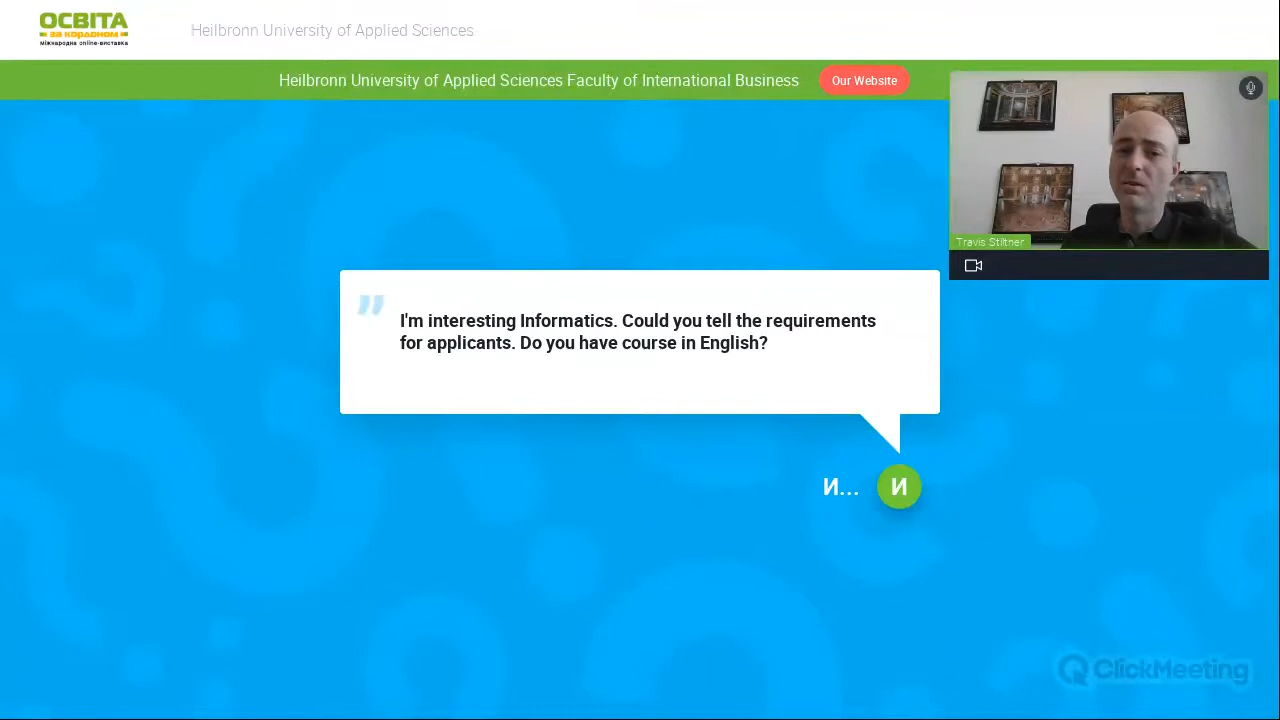 ОСВІТА
за кордоном
міжнародна online-виставка
Heilbronn University of Applied Sciences
Heilbronn University of Applied Sciences Faculty of International Business
Our Website
Travis Stiltner
I'm interesting Informatics. Could you tell the requirements
for applicants. Do you have course in English?
И...
И
ClickMeeting